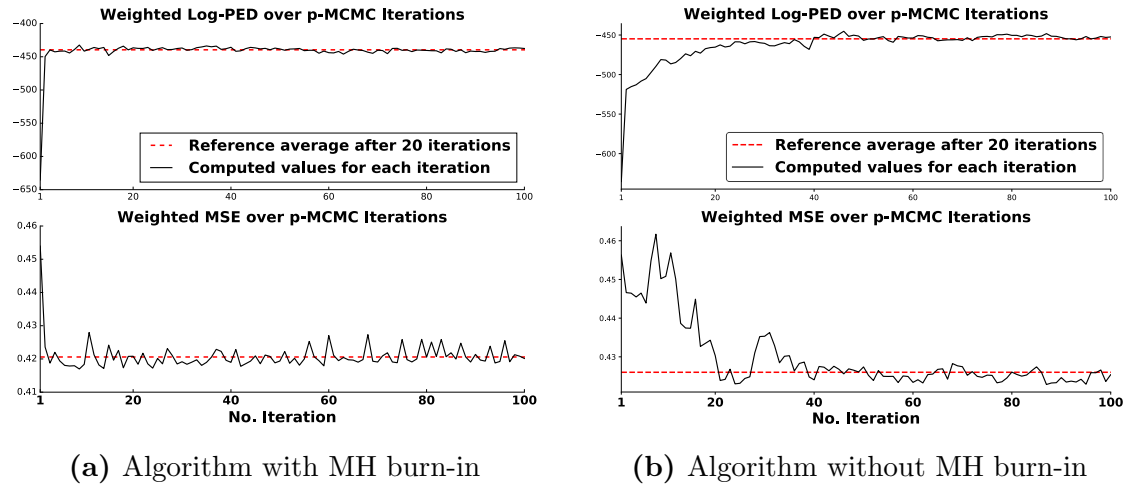 Weighted Log-PED over p-MCMC Iterations
−400
−450
−500
−550
−600
−650
Reference average after 20 iterations
Computed values for each iteration
1 20 40 60 80 100
Weighted MSE over p-MCMC Iterations
0.46
0.45
0.44
0.43
0.42
0.41
1 20 40 60 80 100
No. Iteration
(a) Algorithm with MH burn-in
Weighted Log-PED over p-MCMC Iterations
−450
−500
−550
−600
Reference average after 20 iterations
Computed values for each iteration
1 20 40 60 80 100
Weighted MSE over p-MCMC Iterations
0.46
0.45
0.44
0.43
1 20 40 60 80 100
No. Iteration
(b) Algorithm without MH burn-in